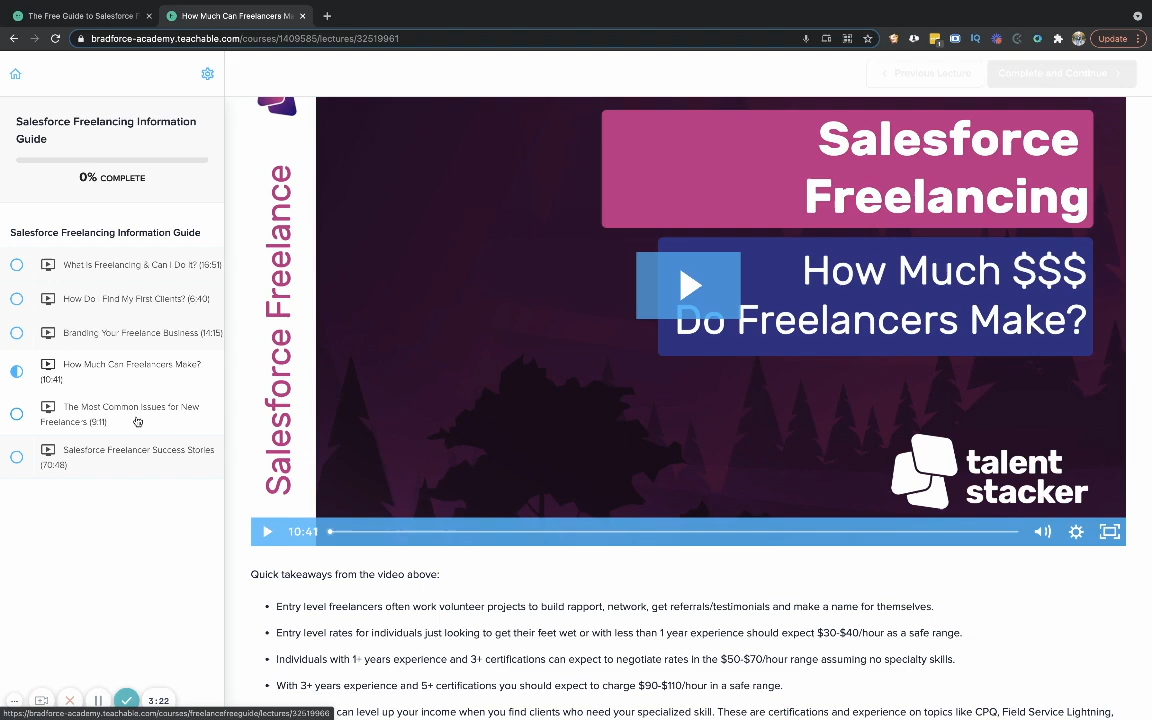 The Free Guide to Salesforce F
How Much Can Freelancers Ma
bradforce-academy.teachable.com/courses/1409585/lectures/32519961
IQ
1
Update
Previous Lecture
Complete and Continue
Salesforce Freelancing Information
Guide
0% COMPLETE
Salesforce Freelancing Information Guide
What is Freelancing & Can I Do it? (16:51)
How Do I Find My First Clients? (6:40)
Branding Your Freelance Business (14:15)
How Much Can Freelancers Make?
(10:41)
The Most Common Issues for New
Freelancers (9:11)
Salesforce Freelancer Success Stories
(70:48)
Salesforce Freelance
Salesforce
Freelancing
How Much $$$
Do Freelancers Make?
talent
stacker
10:41
Quick takeaways from the video above:
• Entry level freelancers often work volunteer projects to build rapport, network, get referrals/testimonials and make a name for themselves.
• Entry level rates for individuals just looking to get their feet wet or with less than 1 year experience should expect $30-$40/hour as a safe range.
• Individuals with 1+ years experience and 3+ certifications can expect to negotiate rates in the $50-$70/hour range assuming no specialty skills.
• With 3+ years experience and 5+ certifications you should expect to charge $90-$110/hour in a safe range.
can level up your income when you find clients who need your specialized skill. These are certifications and experience on topics like CPQ, Field Service Lightning,
3:22
https://bradforce-academy.teachable.com/courses/freelancefreeguide/lectures/32519966